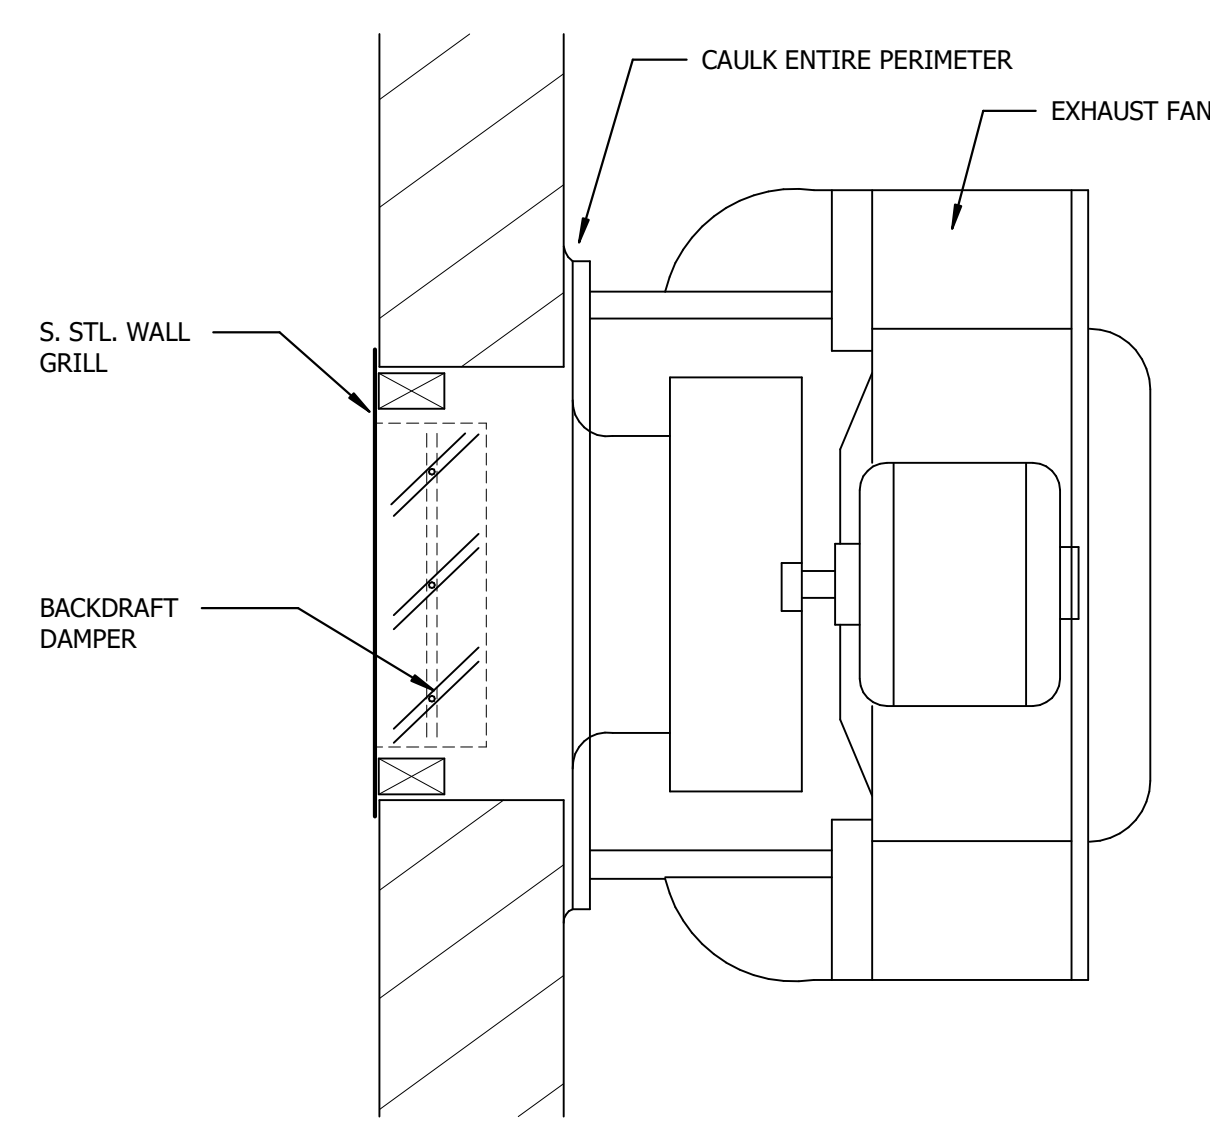 CAULK ENTIRE PERIMETER
EXHAUST FAN
S. STL. WALL
GRILL
BACKDRAFT
DAMPER